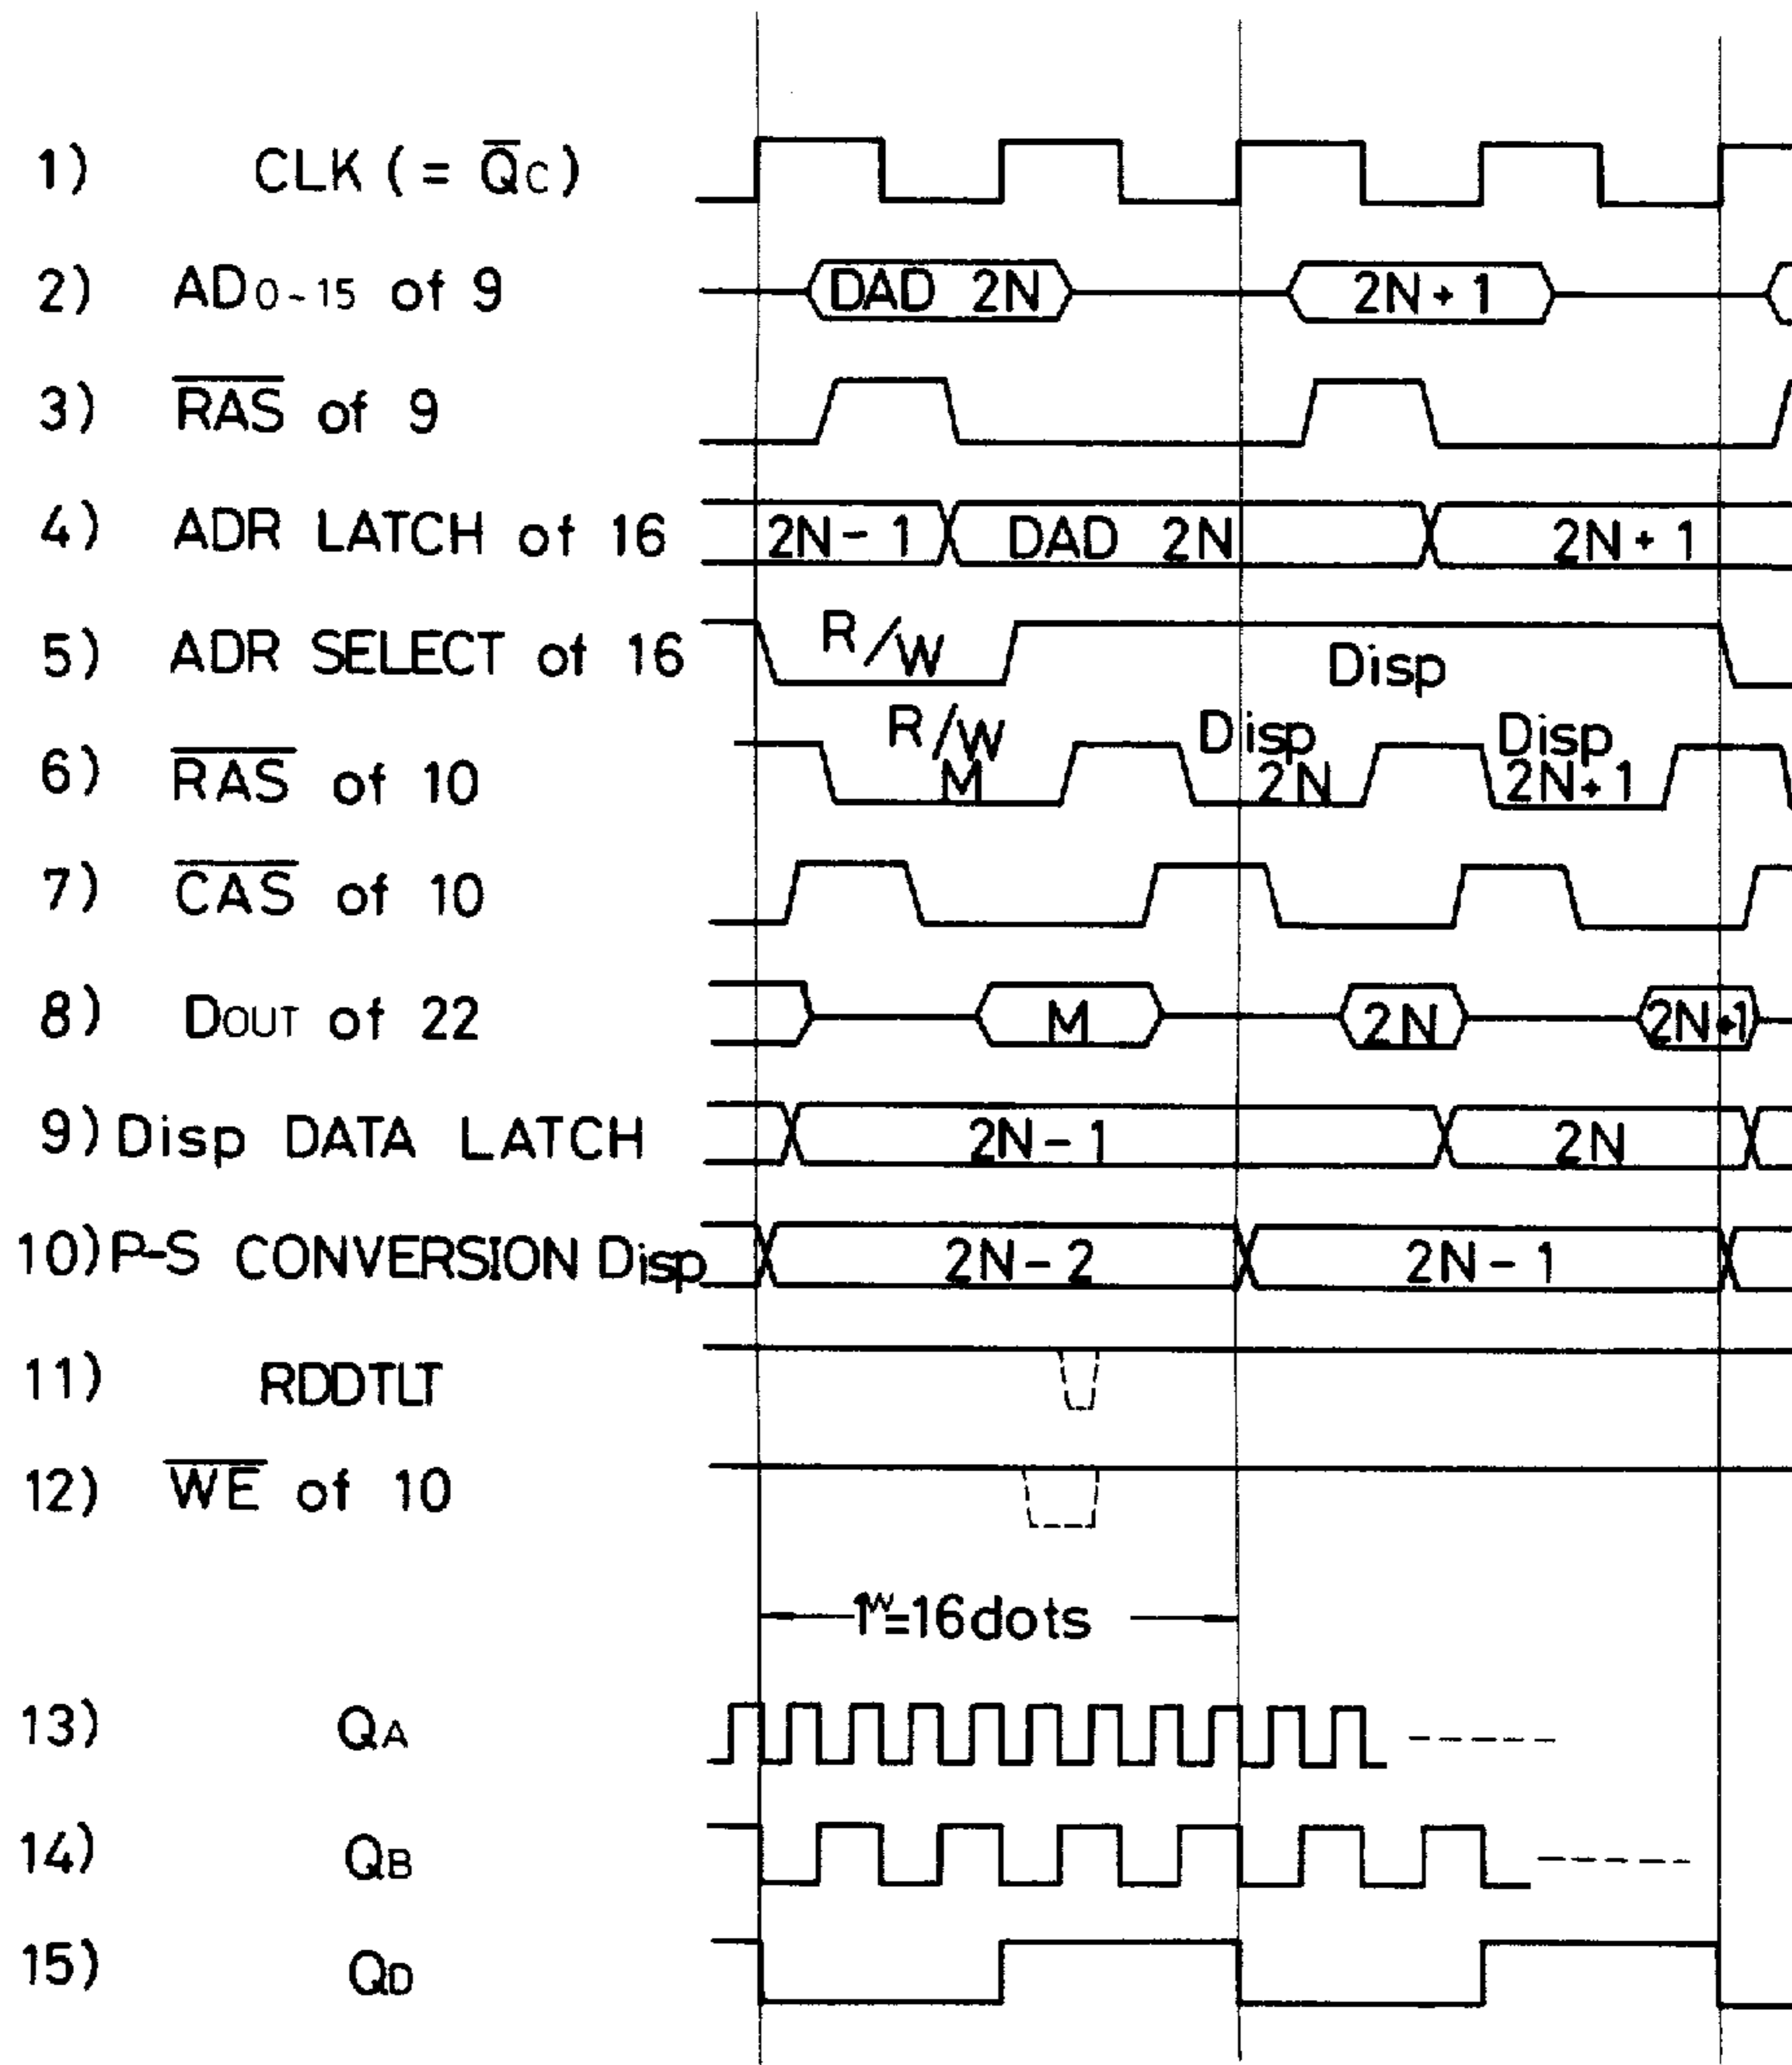 1) CLK ( = Q̅C)
2) AD0~15 of 9
DAD 2N
2N+1
3) R̅A̅S̅ of 9
4) ADR LATCH of 16
2N-1
DAD 2N
2N+1
5) ADR SELECT of 16
R/W
Disp
6) R̅A̅S̅ of 10
R/W
M
Disp
2N
Disp
2N+1
7) C̅A̅S̅ of 10
8) DOUT of 22
M
2N
2N+1
9) Disp DATA LATCH
2N-1
2N
10) P-S CONVERSION Disp
2N-2
2N-1
11) RDDTLT
12) W̅E̅ of 10
1W=16dots
13) QA
14) QB
15) QD